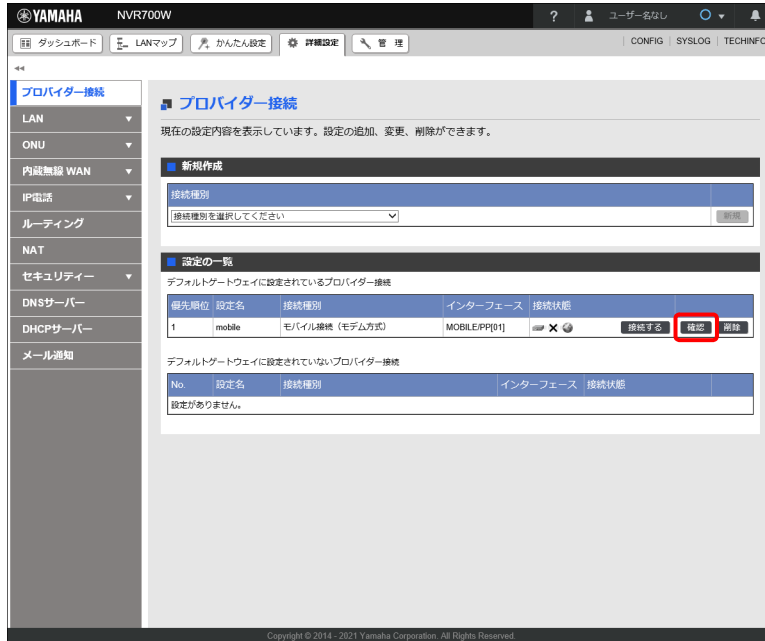 YAMAHA NVR700W ? ユーザー名なし
ダッシュボード LANマップ かんたん設定 詳細設定 管 理 CONFIG SYSLOG TECHINFO
プロバイダー接続
LAN
ONU
内蔵無線 WAN
IP電話
ルーティング
NAT
セキュリティー
DNSサーバー
DHCPサーバー
メール通知
プロバイダー接続
現在の設定内容を表示しています。設定の追加、変更、削除ができます。
新規作成
接続種別
接続種別を選択してください 新規
設定の一覧
デフォルトゲートウェイに設定されているプロバイダー接続
優先順位 設定名 接続種別 インターフェース 接続状態
1 mobile モバイル接続（モデム方式） MOBILE/PP[01] 接続する 確認 削除
デフォルトゲートウェイに設定されていないプロバイダー接続
No. 設定名 接続種別 インターフェース 接続状態
設定がありません。
Copyright © 2014 - 2021 Yamaha Corporation. All Rights Reserved.